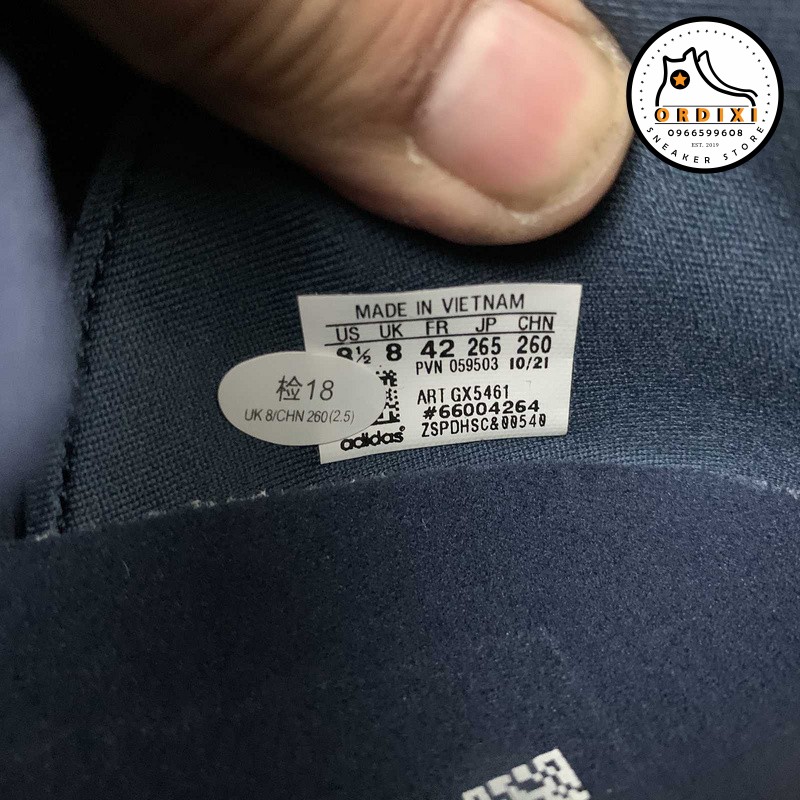 ORDIXI
0966599608
EST. 2019
SNEAKER STORE
MADE IN VIETNAM
US UK FR JP CHN
8½ 8 42 265 260
PVN 059503 10/21
ART GX5461
#66004264
ZSPDHSC&00540
adidas
检18
UK 8/CHN 260(2.5)